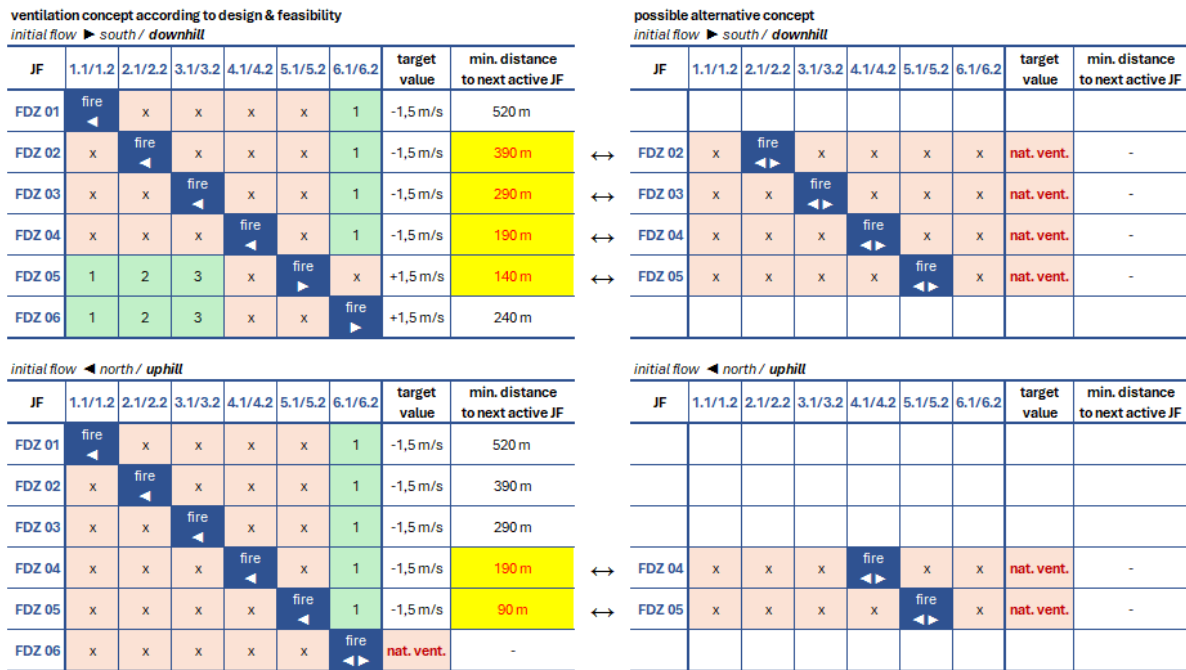 ventilation concept according to design & feasibility
initial flow ► south / downhill
JF 1.1/1.2 2.1/2.2 3.1/3.2 4.1/4.2 5.1/5.2 6.1/6.2 target value min. distance to next active JF
FDZ 01 fire ◄ x x x x 1 -1,5 m/s 520 m
FDZ 02 x fire ◄ x x x 1 -1,5 m/s 390 m
FDZ 03 x x fire ◄ x x 1 -1,5 m/s 290 m
FDZ 04 x x x fire ◄ x 1 -1,5 m/s 190 m
FDZ 05 1 2 3 x fire ► x +1,5 m/s 140 m
FDZ 06 1 2 3 x x fire ► +1,5 m/s 240 m
↔
↔
↔
↔
possible alternative concept
initial flow ► south / downhill
JF 1.1/1.2 2.1/2.2 3.1/3.2 4.1/4.2 5.1/5.2 6.1/6.2 target value min. distance to next active JF
FDZ 02 x fire ◄► x x x x nat. vent. -
FDZ 03 x x fire ◄► x x x nat. vent. -
FDZ 04 x x x fire ◄► x x nat. vent. -
FDZ 05 x x x x fire ◄► x nat. vent. -
initial flow ◄ north / uphill
JF 1.1/1.2 2.1/2.2 3.1/3.2 4.1/4.2 5.1/5.2 6.1/6.2 target value min. distance to next active JF
FDZ 01 fire ◄ x x x x 1 -1,5 m/s 520 m
FDZ 02 x fire ◄ x x x 1 -1,5 m/s 390 m
FDZ 03 x x fire ◄ x x 1 -1,5 m/s 290 m
FDZ 04 x x x fire ◄ x 1 -1,5 m/s 190 m
FDZ 05 x x x x fire ◄ 1 -1,5 m/s 90 m
FDZ 06 x x x x x fire ◄► nat. vent. -
↔
↔
initial flow ◄ north / uphill
JF 1.1/1.2 2.1/2.2 3.1/3.2 4.1/4.2 5.1/5.2 6.1/6.2 target value min. distance to next active JF
FDZ 04 x x x fire ◄► x x nat. vent. -
FDZ 05 x x x x fire ◄► x nat. vent. -